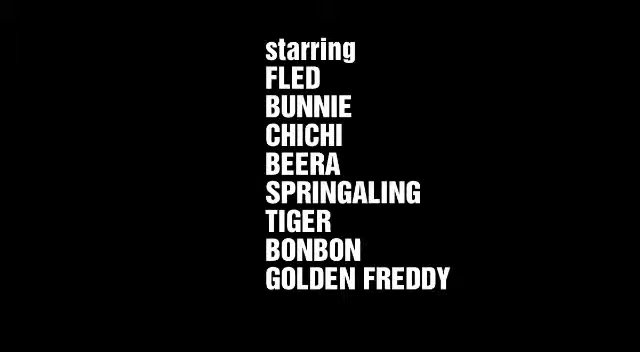 starring
FLED
BUNNIE
CHICHI
BEERA
SPRINGALING
TIGER
BONBON
GOLDEN FREDDY